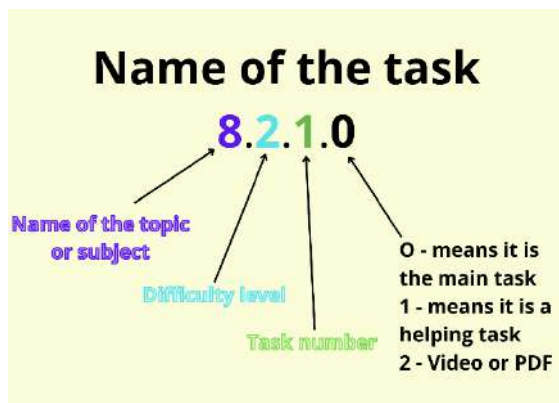 Name of the task
8.2.1.0
Name of the topic
or subject
Difficulty level
Task number
O - means it is
the main task
1 - means it is a
helping task
2 - Video or PDF